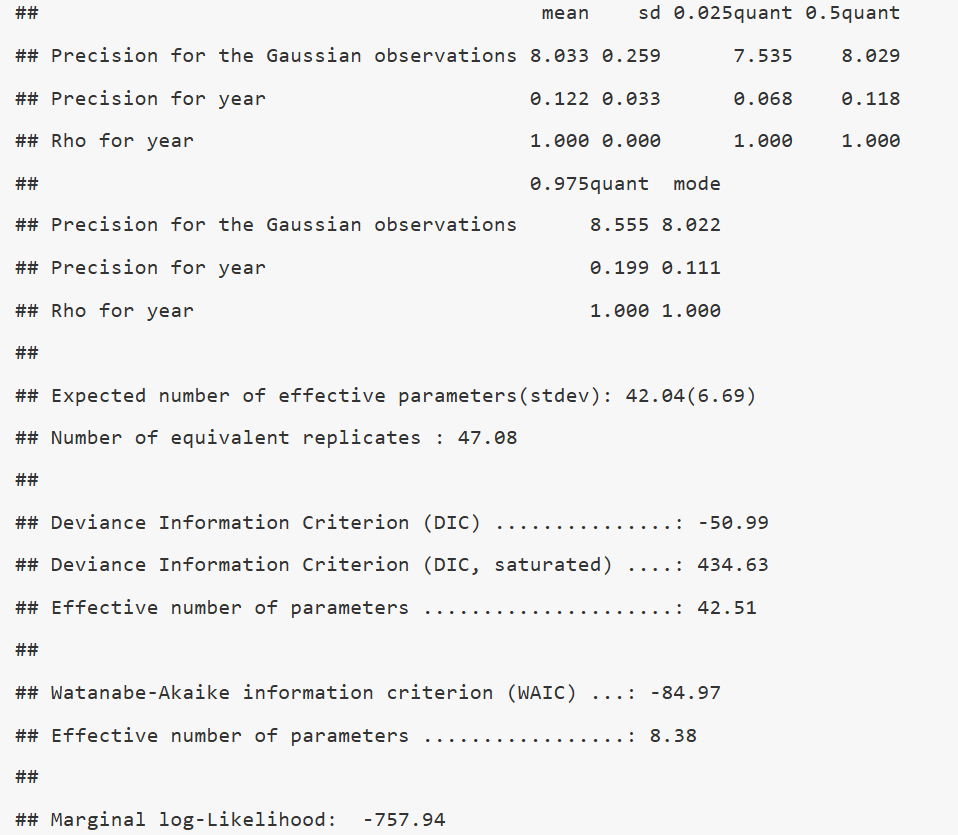 ##                                            mean    sd 0.025quant 0.5quant
## Precision for the Gaussian observations 8.033 0.259      7.535    8.029
## Precision for year                      0.122 0.033      0.068    0.118
## Rho for year                            1.000 0.000      1.000    1.000
##                                         0.975quant  mode
## Precision for the Gaussian observations      8.555 8.022
## Precision for year                           0.199 0.111
## Rho for year                                 1.000 1.000
##
## Expected number of effective parameters(stdev): 42.04(6.69)
## Number of equivalent replicates : 47.08
##
## Deviance Information Criterion (DIC) ...............: -50.99
## Deviance Information Criterion (DIC, saturated) ....: 434.63
## Effective number of parameters .....................: 42.51
##
## Watanabe-Akaike information criterion (WAIC) ...: -84.97
## Effective number of parameters .................: 8.38
##
## Marginal log-Likelihood:  -757.94